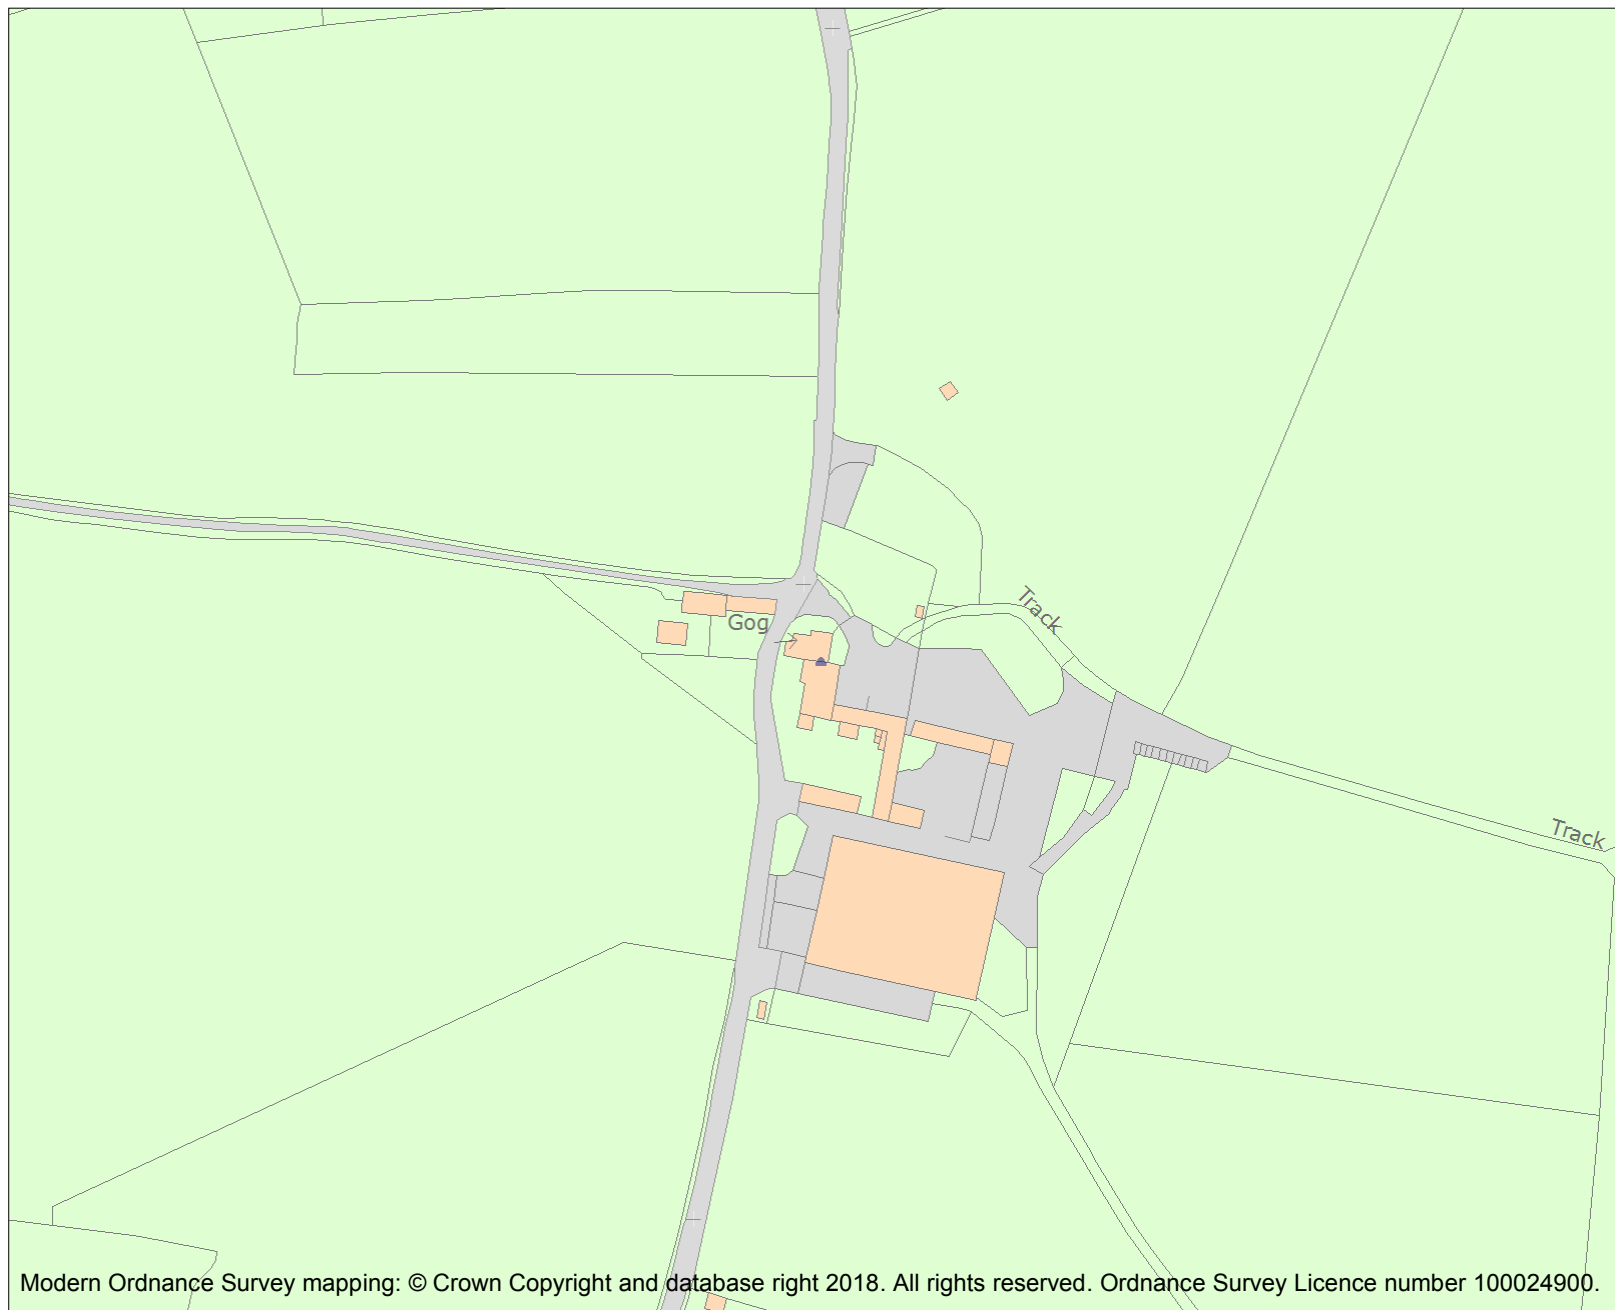 Track
Gog
Track
Modern Ordnance Survey mapping: © Crown Copyright and database right 2018. All rights reserved. Ordnance Survey Licence number 100024900.